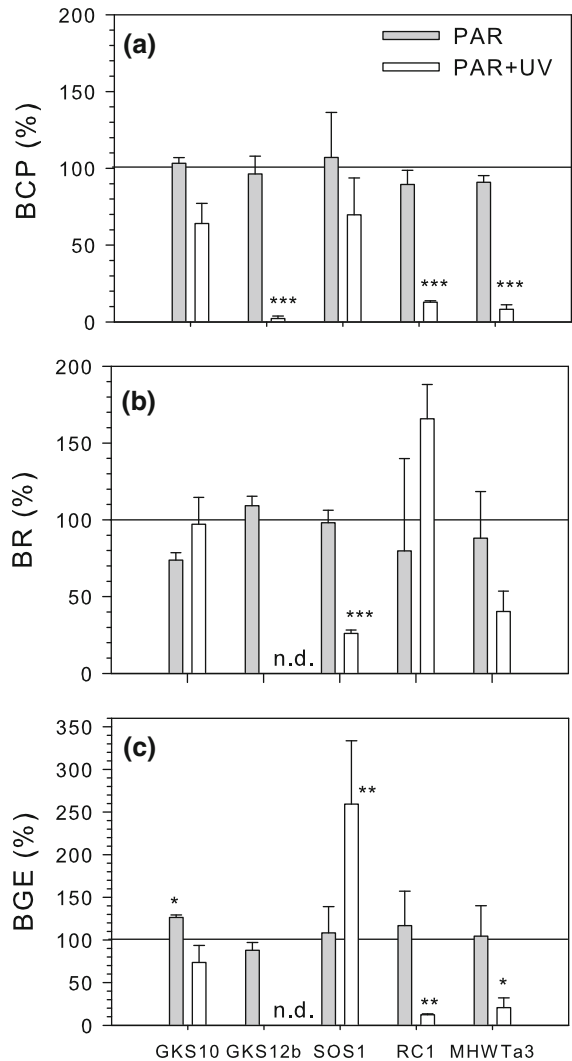 (a)
PAR
PAR+UV
BCP (%)
200
150
100
50
0
***
***
***
(b)
BR (%)
200
150
100
50
0
n.d.
***
(c)
BGE (%)
350
300
250
200
150
100
50
0
*
n.d.
**
**
*
GKS10 GKS12b SOS1 RC1 MHWTa3